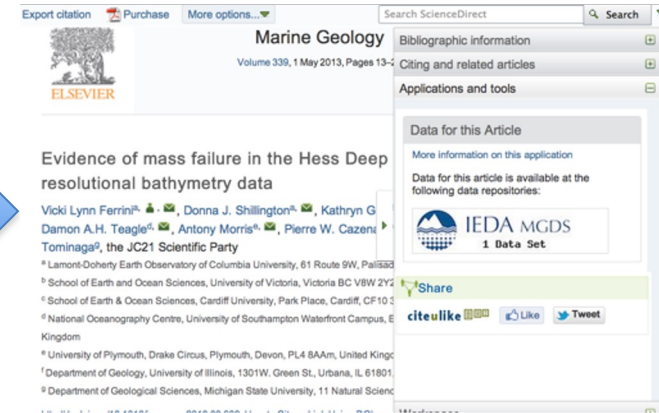 Export citation Purchase More options... Search ScienceDirect Search
Marine Geology
Volume 339, 1 May 2013, Pages 13–2
ELSEVIER
Evidence of mass failure in the Hess Deep
resolutional bathymetry data
Vicki Lynn Ferrini a, , Donna J. Shillington a, , Kathryn G
Damon A.H. Teagle d, , Antony Morris e, , Pierre W. Cazena
Tominaga g, the JC21 Scientific Party
a Lamont-Doherty Earth Observatory of Columbia University, 61 Route 9W, Palisad
b School of Earth and Ocean Sciences, University of Victoria, Victoria BC V8W 2Y2
c School of Earth & Ocean Sciences, Cardiff University, Park Place, Cardiff, CF10 3
d National Oceanography Centre, University of Southampton Waterfront Campus, E
Kingdom
e University of Plymouth, Drake Circus, Plymouth, Devon, PL4 8AAm, United Kingd
f Department of Geology, University of Illinois, 1301W. Green St., Urbana, IL 61801
g Department of Geological Sciences, Michigan State University, 11 Natural Scienc
Bibliographic information
Citing and related articles
Applications and tools
Data for this Article
More information on this application
Data for this article is available at the
following data repositories:
IEDA MGDS
1 Data Set
Share
citeulike Like Tweet